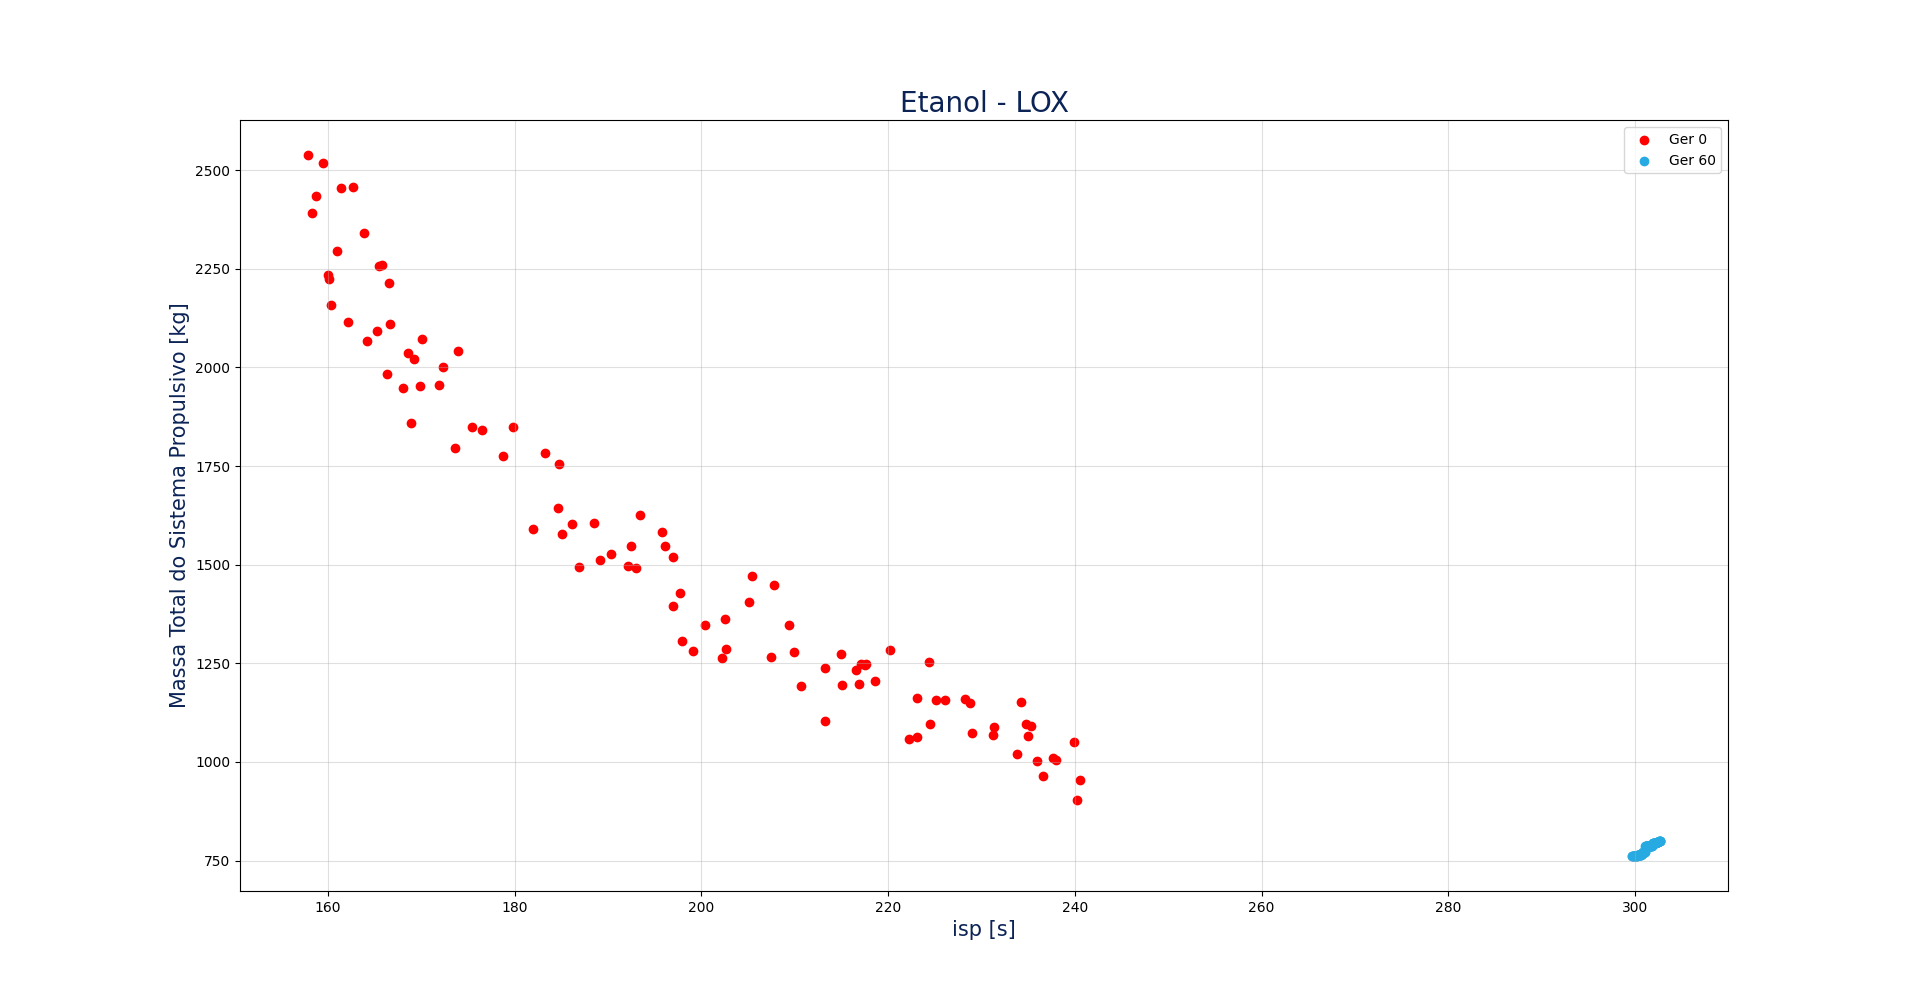 Etanol - LOX
Ger 0
Ger 60
Massa Total do Sistema Propulsivo [kg]
2500
2250
2000
1750
1500
1250
1000
750
160 180 200 220 240 260 280 300
isp [s]